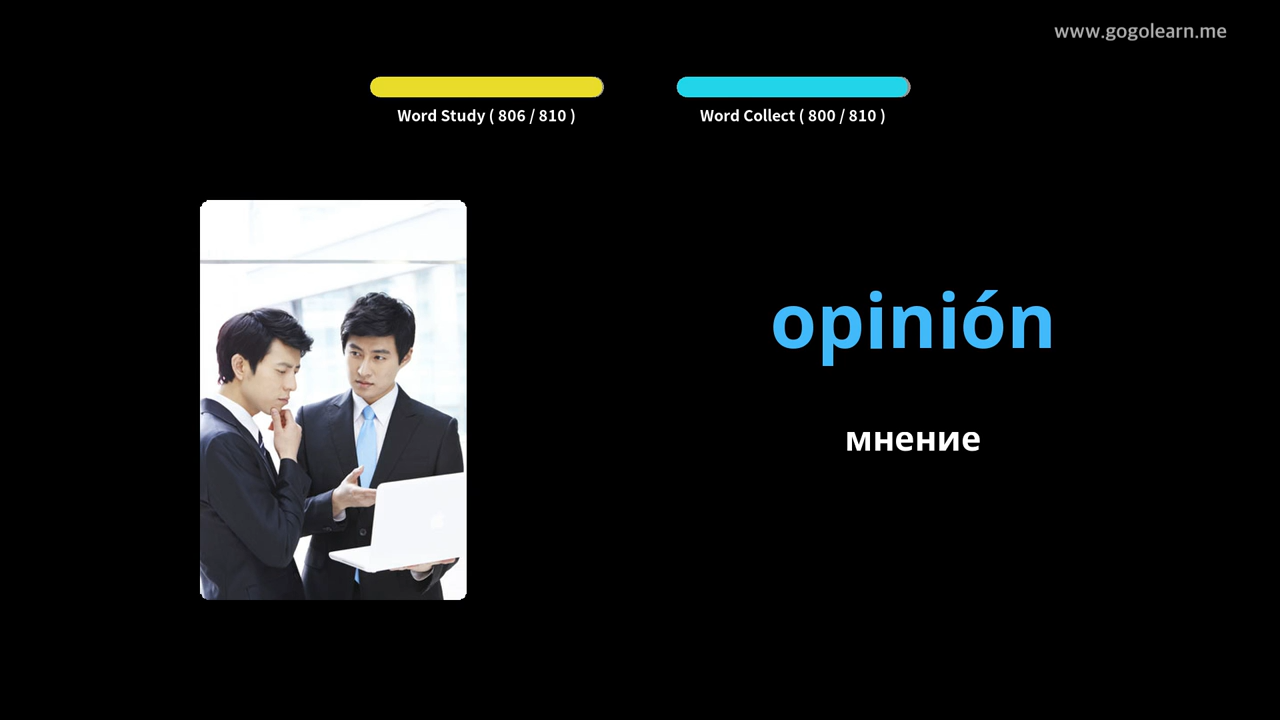 www.gogolearn.me
Word Study ( 806 / 810 )
Word Collect ( 800 / 810 )
opinión
мнение